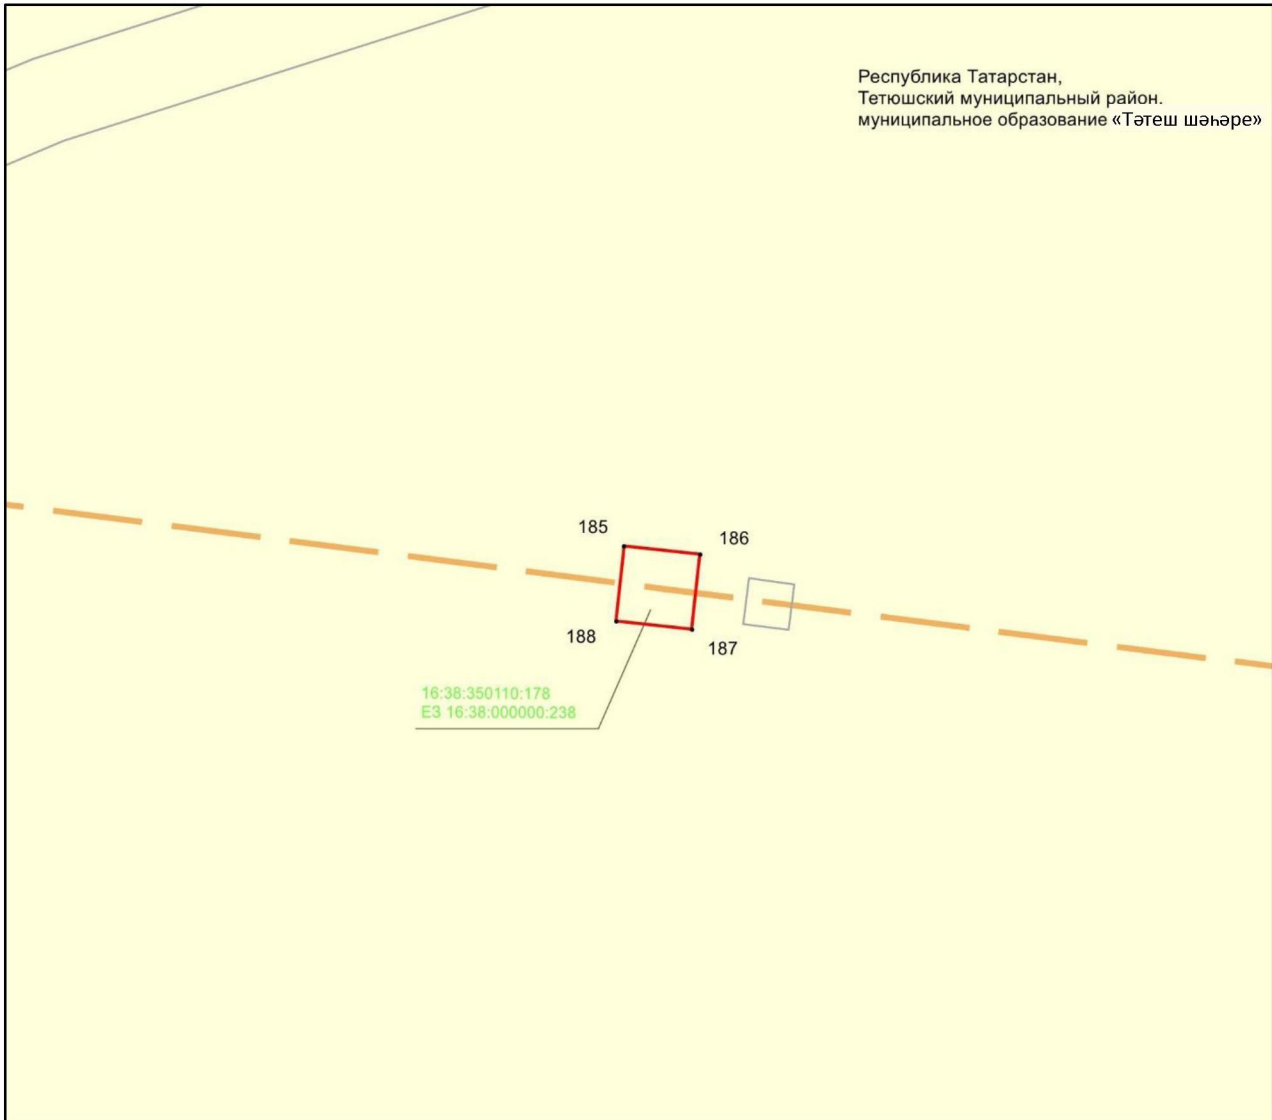 Республика Татарстан,
Тетюшский муниципальный район.
муниципальное образование «Тәтеш шәһәре»
185
186
188
187
16:38:350110:178
ЕЗ 16:38:000000:238